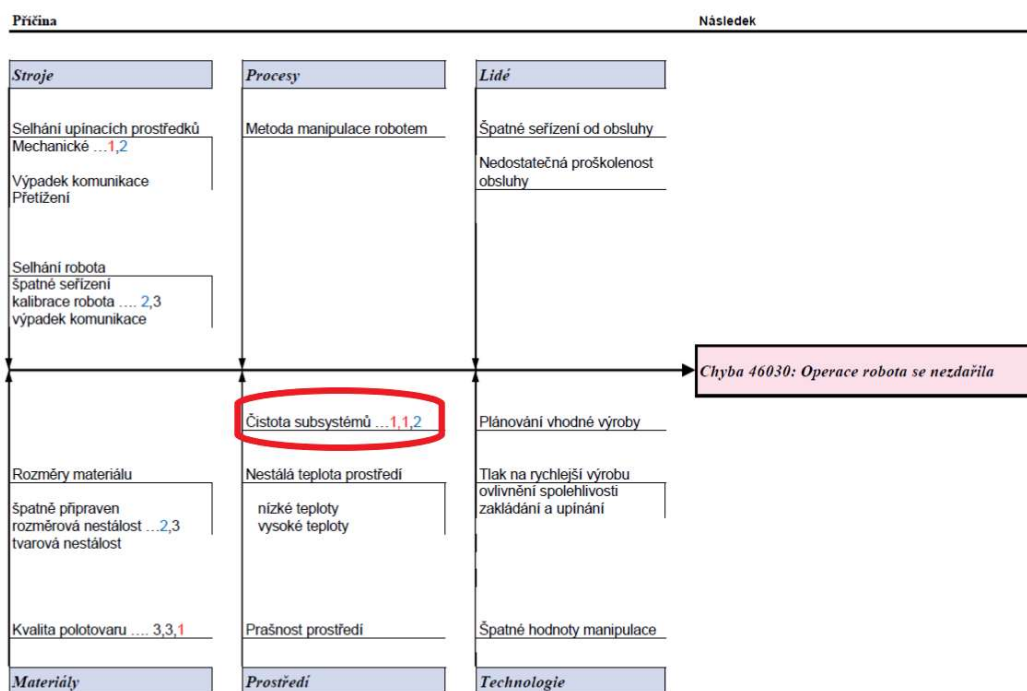 Příčina
Následek
Stroje
Procesy
Lidé
Selhání upínacích prostředků
Mechanické ...1,2
Výpadek komunikace
Přetížení
Metoda manipulace robotem
Špatné seřízení od obsluhy
Nedostatečná proškolenost
obsluhy
Selhání robota
špatné seřízení
kalibrace robota .... 2,3
výpadek komunikace
Chyba 46030: Operace robota se nezdařila
Čistota subsystémů ...1,1,2
Plánování vhodné výroby
Rozměry materiálu
špatně připraven
rozměrová nestálost ...2,3
tvarová nestálost
Nestálá teplota prostředí
nízké teploty
vysoké teploty
Tlak na rychlejší výrobu
ovlivnění spolehlivosti
zakládání a upínání
Kvalita polotovaru .... 3,3,1
Prašnost prostředí
Špatné hodnoty manipulace
Materiály
Prostředí
Technologie